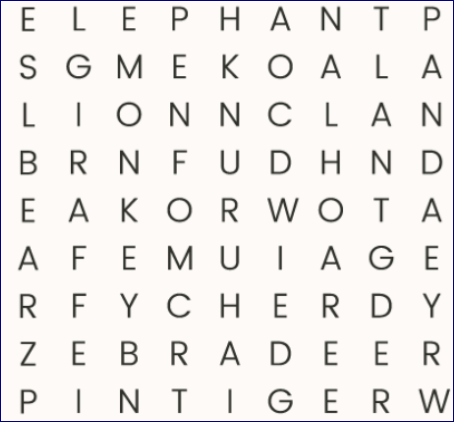 E L E P H A N T P
S G M E K O A L A
L I O N N C L A N
B R N F U D H N D
E A K O R W O T A
A F E M U I A G E
R F Y C H E R D Y
Z E B R A D E E R
P I N T I G E R W